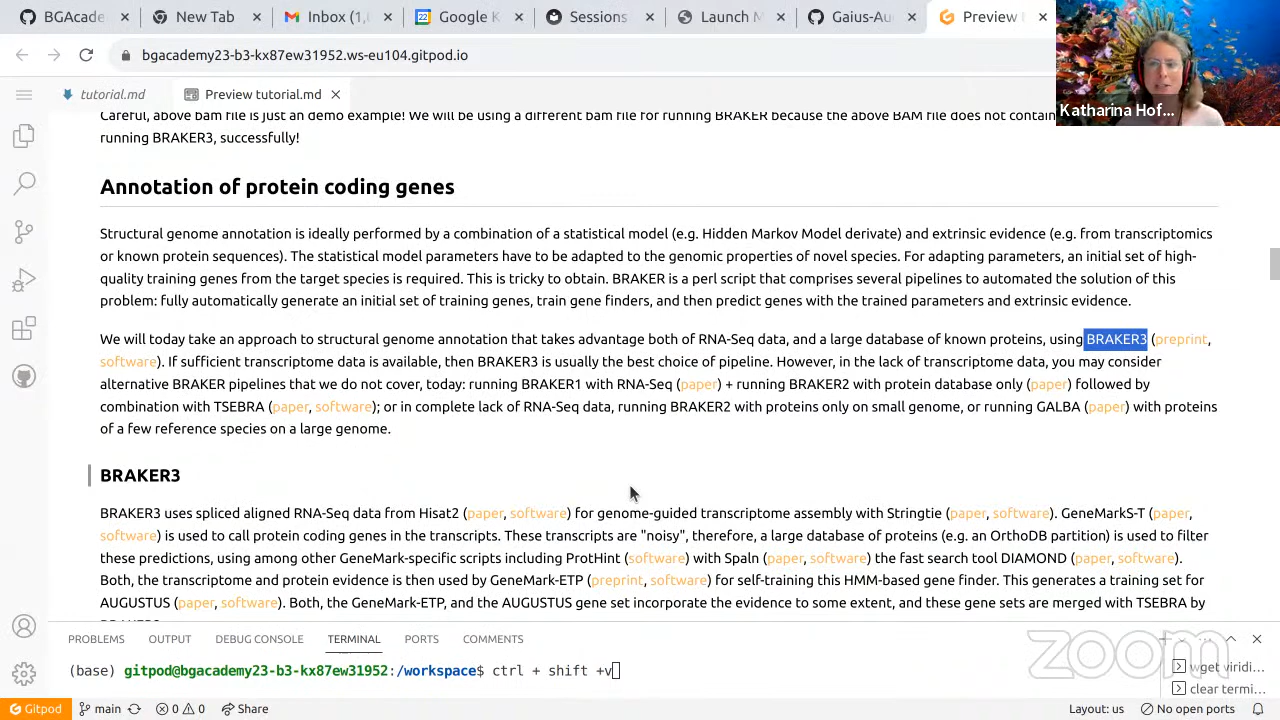 BGAcade
New Tab
Inbox (1,
Google K
Sessions
Launch M
Gaius-Au
Preview
bgacademy23-b3-kx87ew31952.ws-eu104.gitpod.io
tutorial.md
Preview tutorial.md
Katharina Hof...
Careful, above bam file is just an demo example! We will be using a different bam file for running BRAKER because the above BAM file does not contain
running BRAKER3, successfully!
Annotation of protein coding genes
Structural genome annotation is ideally performed by a combination of a statistical model (e.g. Hidden Markov Model derivate) and extrinsic evidence (e.g. from transcriptomics
or known protein sequences). The statistical model parameters have to be adapted to the genomic properties of novel species. For adapting parameters, an initial set of high-
quality training genes from the target species is required. This is tricky to obtain. BRAKER is a perl script that comprises several pipelines to automated the solution of this
problem: fully automatically generate an initial set of training genes, train gene finders, and then predict genes with the trained parameters and extrinsic evidence.
We will today take an approach to structural genome annotation that takes advantage both of RNA-Seq data, and a large database of known proteins, using BRAKER3 (preprint,
software). If sufficient transcriptome data is available, then BRAKER3 is usually the best choice of pipeline. However, in the lack of transcriptome data, you may consider
alternative BRAKER pipelines that we do not cover, today: running BRAKER1 with RNA-Seq (paper) + running BRAKER2 with protein database only (paper) followed by
combination with TSEBRA (paper, software); or in complete lack of RNA-Seq data, running BRAKER2 with proteins only on small genome, or running GALBA (paper) with proteins
of a few reference species on a large genome.
BRAKER3
BRAKER3 uses spliced aligned RNA-Seq data from Hisat2 (paper, software) for genome-guided transcriptome assembly with Stringtie (paper, software). GeneMarkS-T (paper,
software) is used to call protein coding genes in the transcripts. These transcripts are "noisy", therefore, a large database of proteins (e.g. an OrthoDB partition) is used to filter
these predictions, using among other GeneMark-specific scripts including ProtHint (software) with Spaln (paper, software) the fast search tool DIAMOND (paper, software).
Both, the transcriptome and protein evidence is then used by GeneMark-ETP (preprint, software) for self-training this HMM-based gene finder. This generates a training set for
AUGUSTUS (paper, software). Both, the GeneMark-ETP, and the AUGUSTUS gene set incorporate the evidence to some extent, and these gene sets are merged with TSEBRA by
PROBLEMS OUTPUT DEBUG CONSOLE TERMINAL PORTS COMMENTS
(base) gitpod@bgacademy23-b3-kx87ew31952:/workspace$ ctrl + shift +v
zoom
wget viridi...
clear termi...
Gitpod
main
0 0
Share
Layout: us
No open ports